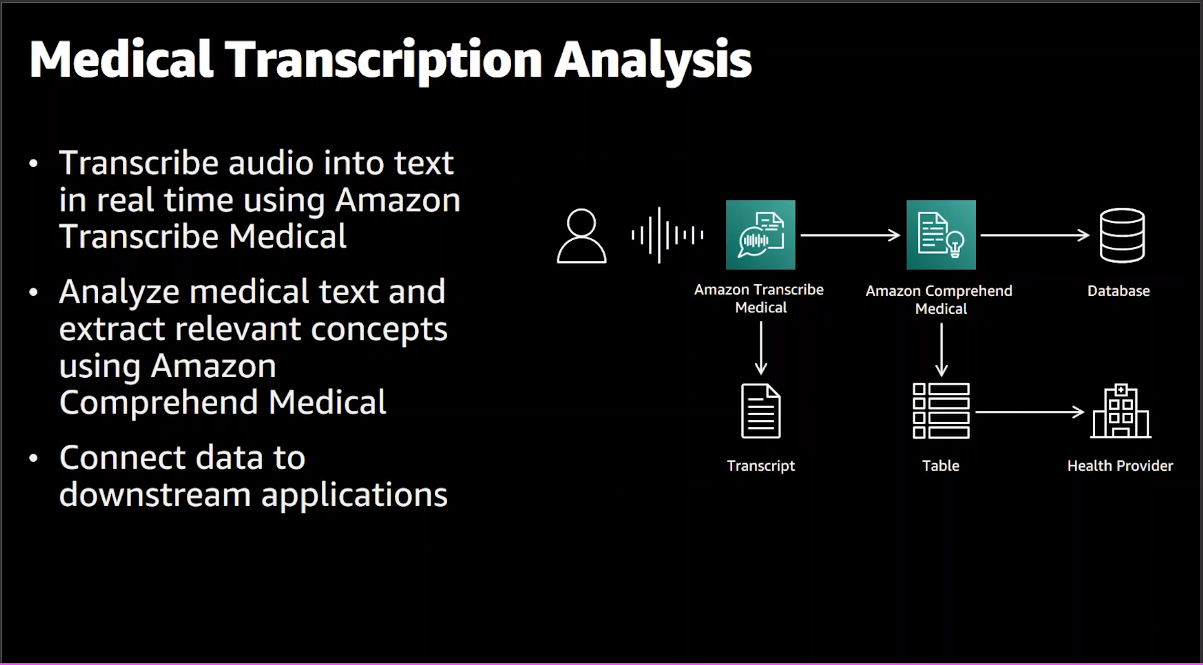 Medical Transcription Analysis
• Transcribe audio into text
in real time using Amazon
Transcribe Medical
• Analyze medical text and
extract relevant concepts
using Amazon
Comprehend Medical
• Connect data to
downstream applications
Amazon Transcribe
Medical
Amazon Comprehend
Medical
Database
Transcript
Table
Health Provider